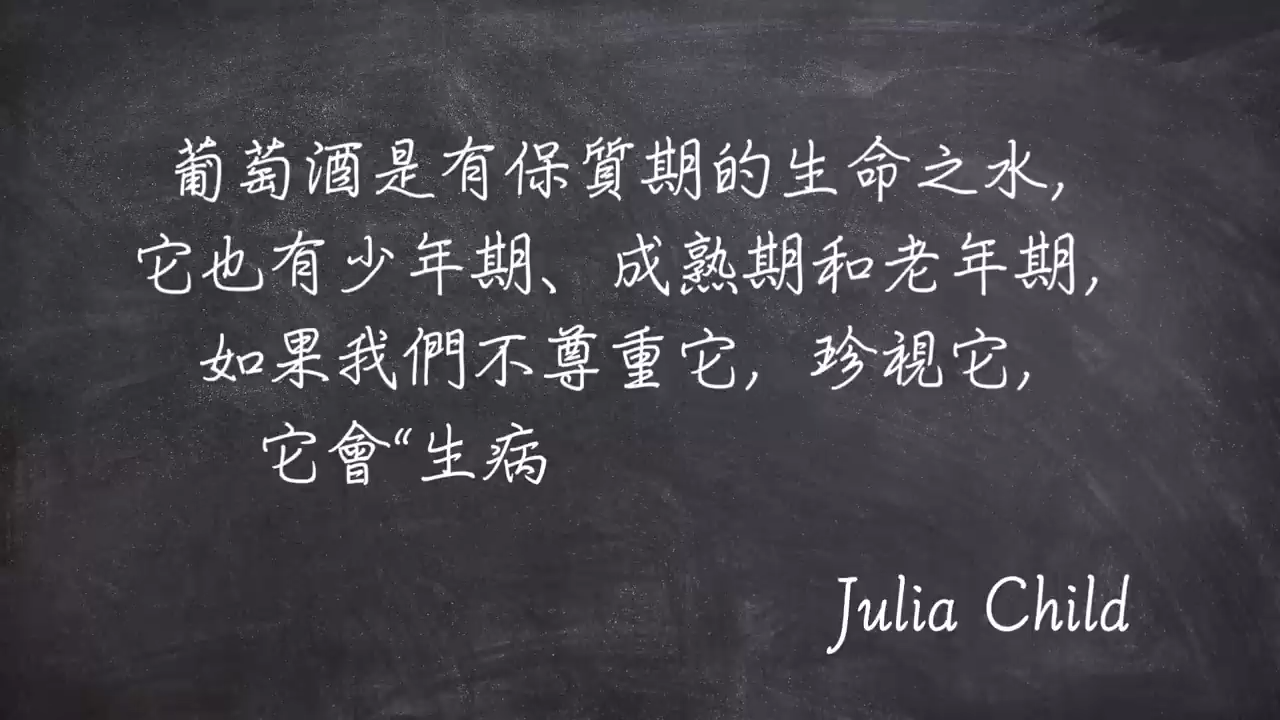 葡萄酒是有保質期的生命之水,
它也有少年期、成熟期和老年期,
如果我們不尊重它, 珍視它,
它會“生病
Julia Child